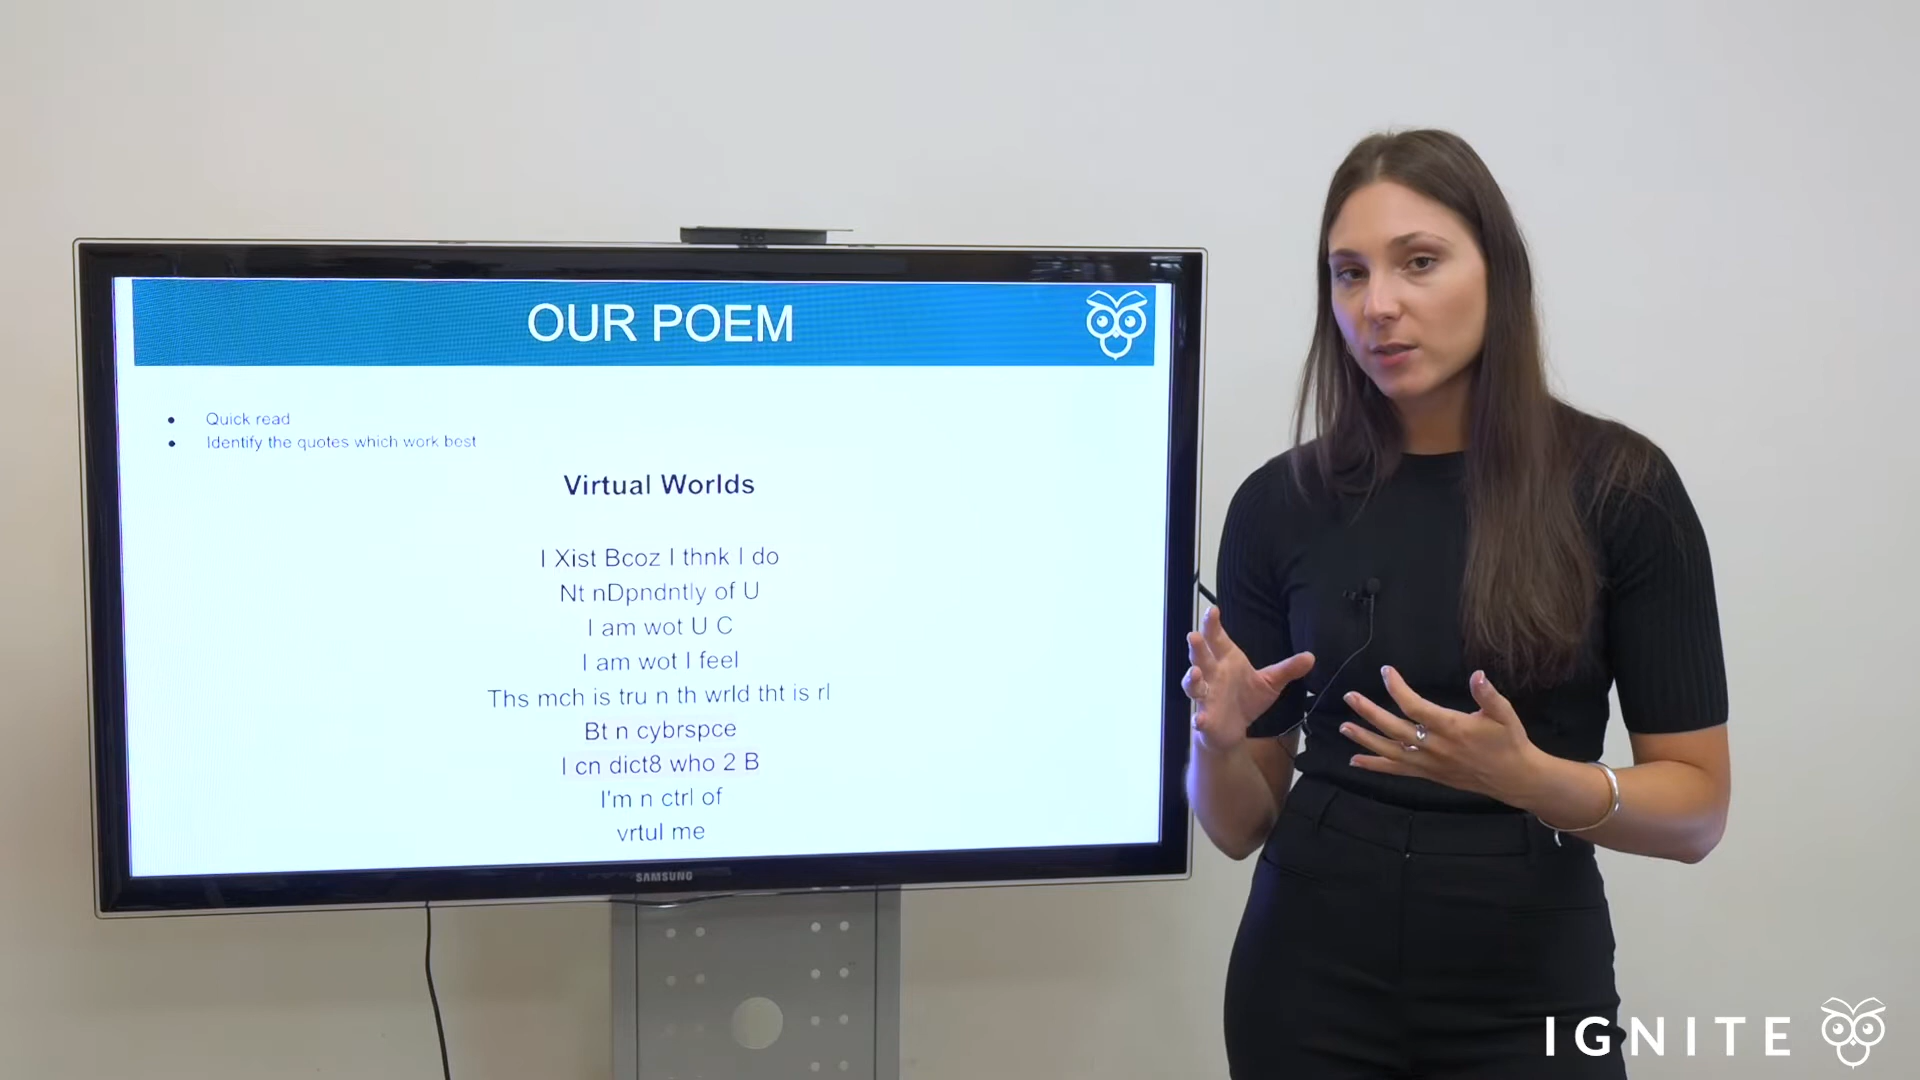 OUR POEM
Quick read
Identify the quotes which work best
Virtual Worlds
I Xist Bcoz I thnk I do
Nt nDpndntly of U
I am wot U C
I am wot I feel
Ths mch is tru n th wrld tht is rl
Bt n cybrspce
I cn dict8 who 2 B
I'm n ctrl of
vrtul me
SAMSUNG
IGNITE